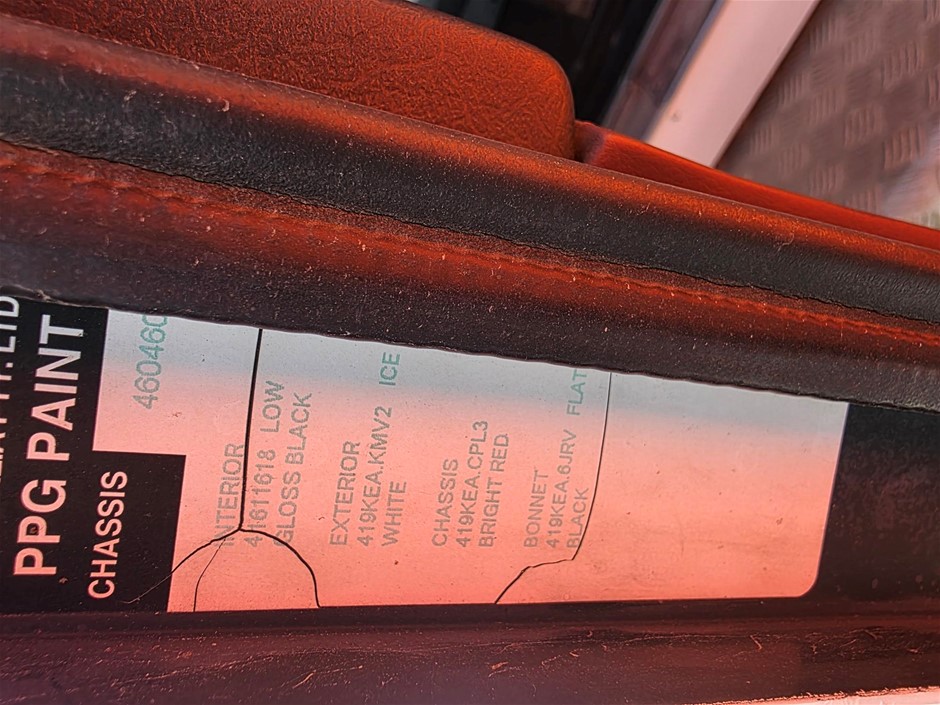 PPG PAINT
CHASSIS
460460
INTERIOR
41611618 LOW
GLOSS BLACK
EXTERIOR
419KEA.KMV2 ICE
WHITE
CHASSIS
419KEA.CPL3
BRIGHT RED
BONNET
419KEA.6JRV FLAT
BLACK